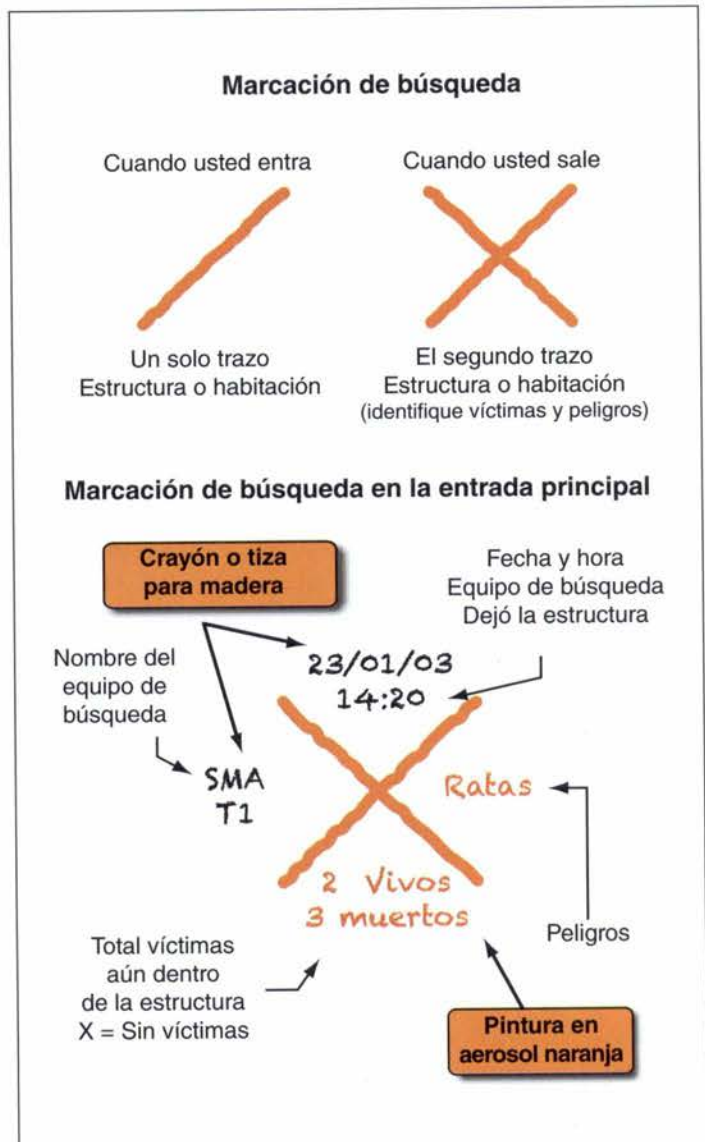 Marcación de búsqueda
Cuando usted entra
Cuando usted sale
Un solo trazo
Estructura o habitación
El segundo trazo
Estructura o habitación
(identifique víctimas y peligros)
Marcación de búsqueda en la entrada principal
Crayón o tiza
para madera
Fecha y hora
Equipo de búsqueda
Dejó la estructura
Nombre del
equipo de
búsqueda
23/01/03
14:20
SMA
T1
Ratas
2 Vivos
3 muertos
Peligros
Total víctimas
aún dentro
de la estructura
X = Sin víctimas
Pintura en
aerosol naranja